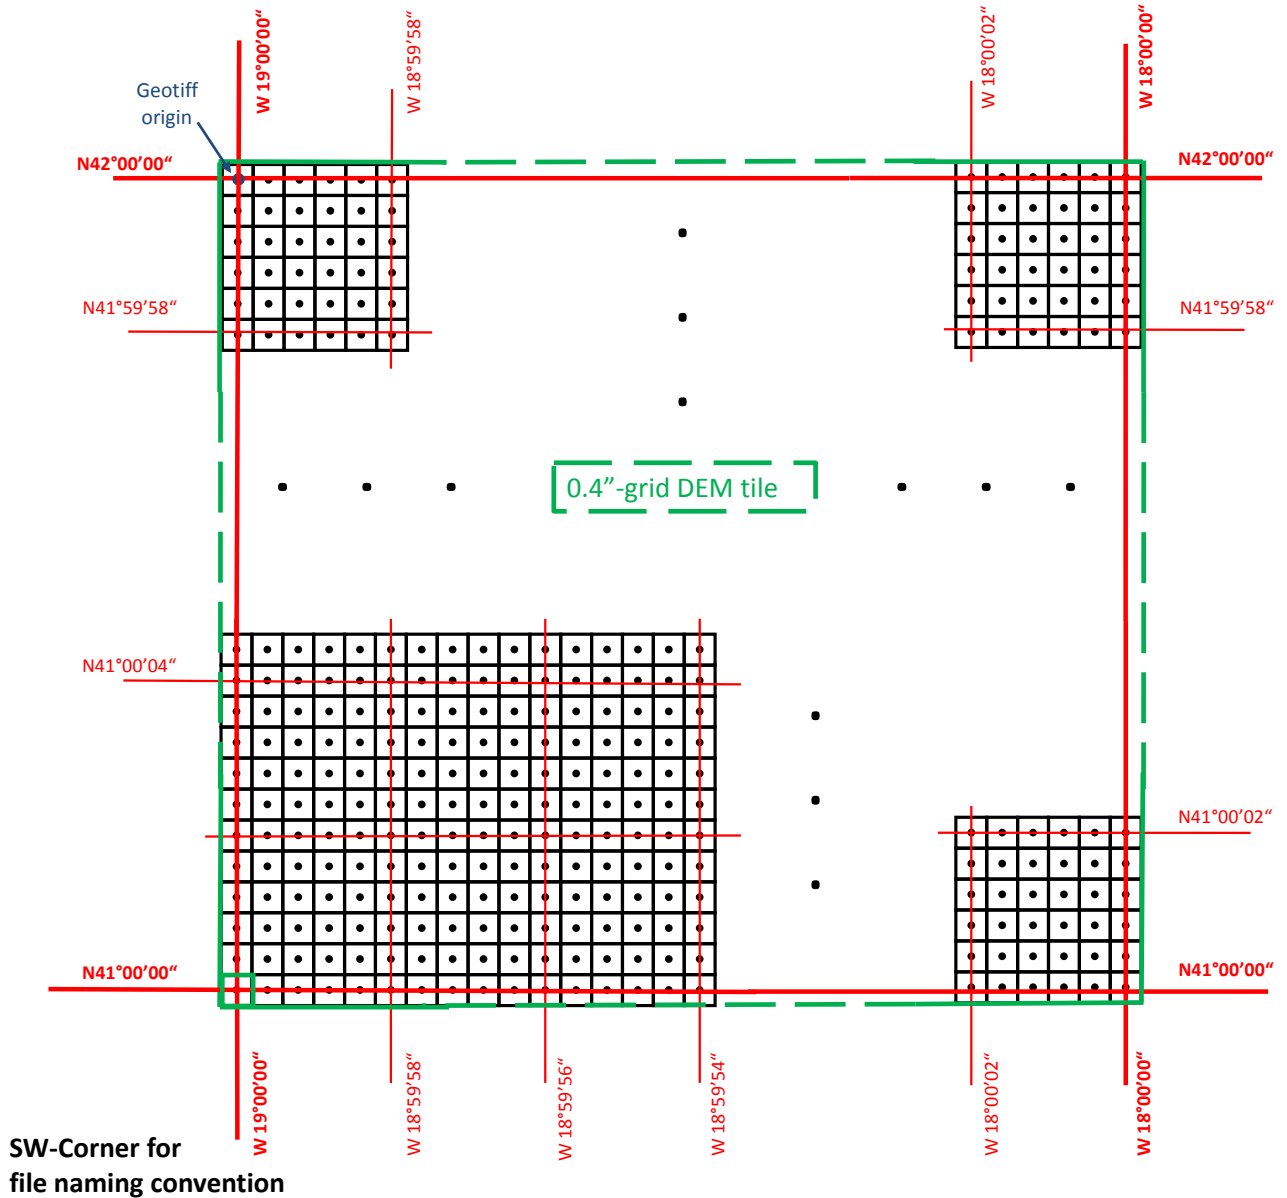 W 19°00’00“
W 18°59’58“
W 18°00’02“
W 18°00’00“
Geotiff
origin
N42°00’00“
N42°00’00“
N41°59’58“
N41°59’58“
0.4”-grid DEM tile
N41°00’04“
N41°00’02“
N41°00’00“
N41°00’00“
W 19°00’00“
W 18°59’58“
W 18°59’56“
W 18°59’54“
W 18°00’02“
W 18°00’00“
SW-Corner for
file naming convention